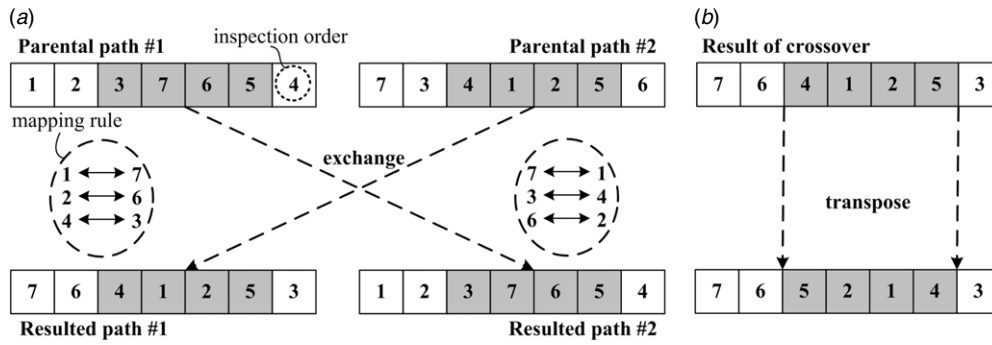 (a)
(b)
inspection order
Parental path #1
Parental path #2
Result of crossover
1 2 3 7 6 5 4
7 3 4 1 2 5 6
7 6 4 1 2 5 3
mapping rule
exchange
1 7
2 6
4 3
7 1
3 4
6 2
transpose
7 6 4 1 2 5 3
1 2 3 7 6 5 4
7 6 5 2 1 4 3
Resulted path #1
Resulted path #2